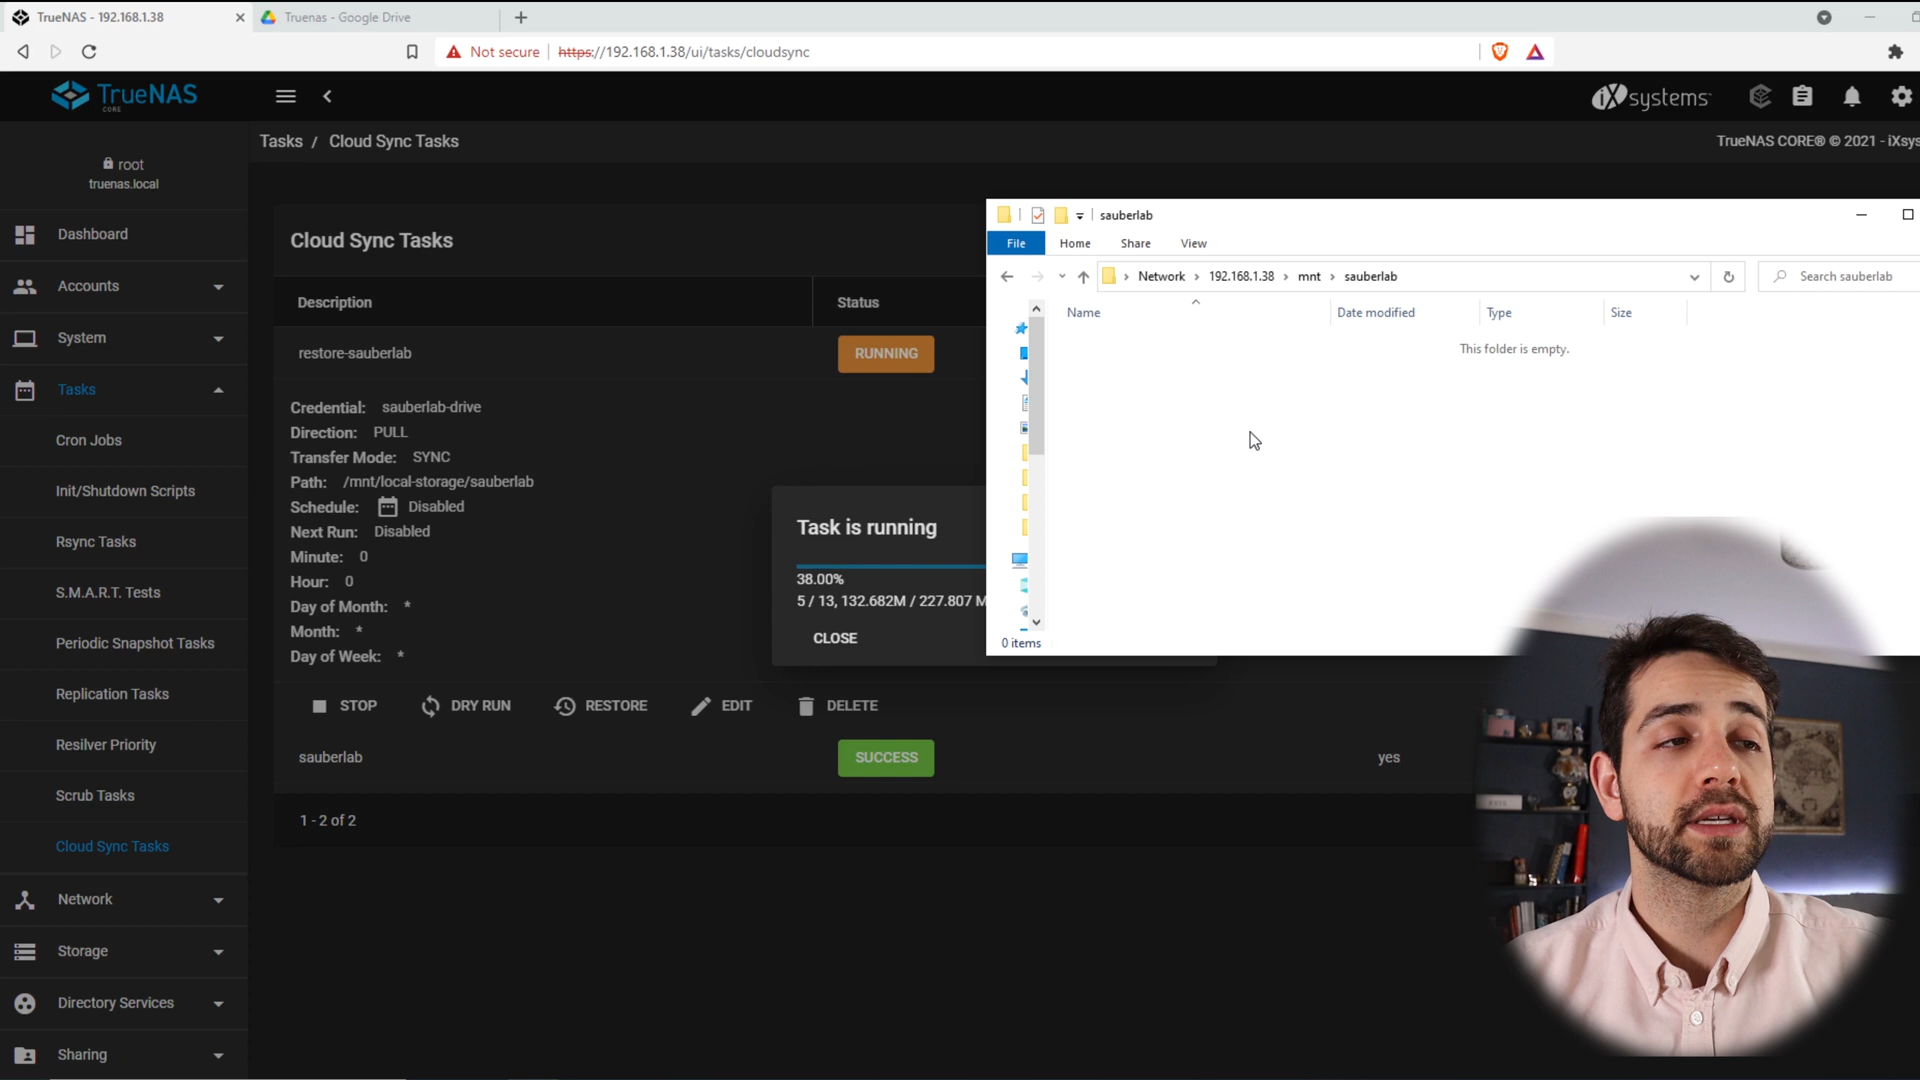 TrueNAS - 192.168.1.38
Truenas - Google Drive
Not secure
https://192.168.1.38/ui/tasks/cloudsync
TrueNAS
CORE
iXsystems
root
truenas.local
Tasks / Cloud Sync Tasks
TrueNAS CORE® © 2021 - iXsys
Dashboard
Accounts
System
Tasks
Cron Jobs
Init/Shutdown Scripts
Rsync Tasks
S.M.A.R.T. Tests
Periodic Snapshot Tasks
Replication Tasks
Resilver Priority
Scrub Tasks
Cloud Sync Tasks
Network
Storage
Directory Services
Sharing
Cloud Sync Tasks
Description Status
restore-sauberlab RUNNING
Credential: sauberlab-drive
Direction: PULL
Transfer Mode: SYNC
Path: /mnt/local-storage/sauberlab
Schedule: Disabled
Next Run: Disabled
Minute: 0
Hour: 0
Day of Month: *
Month: *
Day of Week: *
STOP DRY RUN RESTORE EDIT DELETE
sauberlab SUCCESS yes
1 - 2 of 2
Task is running
38.00%
5 / 13, 132.682M / 227.807 M
CLOSE
sauberlab
File Home Share View
Network 192.168.1.38 mnt sauberlab
Search sauberlab
Name Date modified Type Size
This folder is empty.
0 items